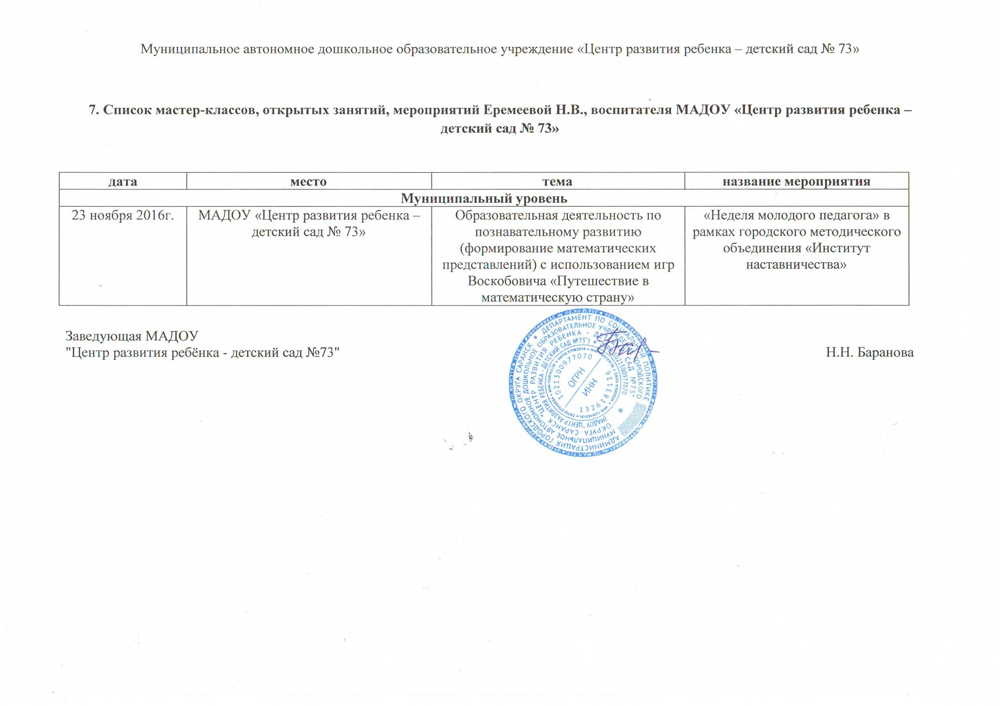 Муниципальное автономное дошкольное образовательное учреждение «Центр развития ребенка – детский сад № 73»
7. Список мастер-классов, открытых занятий, мероприятий Еремеевой Н.В., воспитателя МАДОУ «Центр развития ребенка –
детский сад № 73»
дата место тема название мероприятия
Муниципальный уровень
23 ноября 2016г.
МАДОУ «Центр развития ребенка –
детский сад № 73»
Образовательная деятельность по
познавательному развитию
(формирование математических
представлений) с использованием игр
Воскобовича «Путешествие в
математическую страну»
«Неделя молодого педагога» в
рамках городского методического
объединения «Институт
наставничества»
Заведующая МАДОУ
"Центр развития ребёнка - детский сад №73"
Н.Н. Баранова
АДМИНИСТРАЦИЯ ГОРОДСКОГО ОКРУГА САРАНСК * ДЕПАРТАМЕНТ ПО СОЦИАЛЬНОЙ ПОЛИТИКЕ
МУНИЦИПАЛЬНОЕ АВТОНОМНОЕ ДОШКОЛЬНОЕ ОБРАЗОВАТЕЛЬНОЕ УЧРЕЖДЕНИЕ ГОРОДСКОГО
ОКРУГА САРАНСК "ЦЕНТР РАЗВИТИЯ РЕБЕНКА - ДЕТСКИЙ САД №73"
(МАДОУ "ЦЕНТР РАЗВИТИЯ РЕБЕНКА - ДЕТСКИЙ САД №73") * ОГРН 1021300977070
1021300977070
ОГРН
ИНН
1326183136